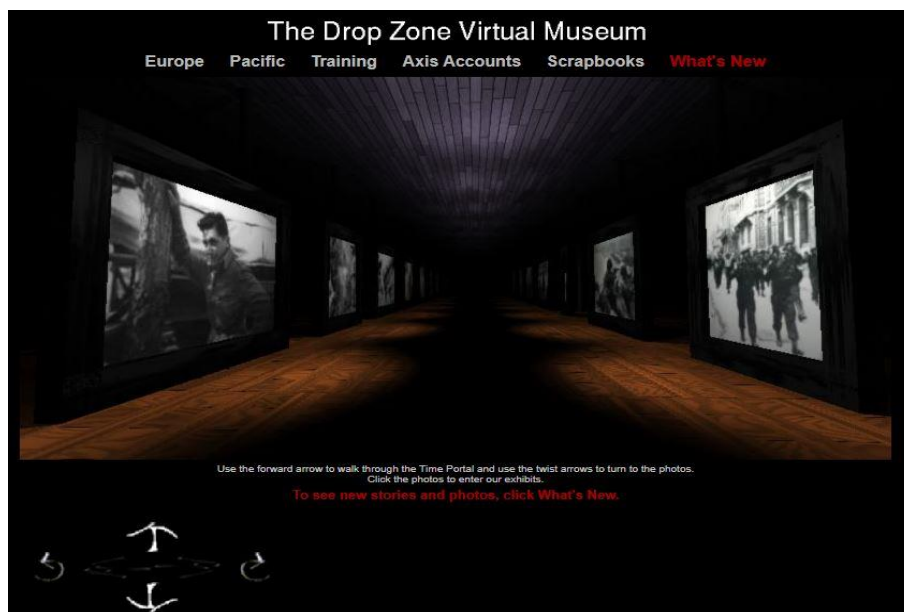 The Drop Zone Virtual Museum
Europe Pacific Training Axis Accounts Scrapbooks What's New
Use the forward arrow to walk through the Time Portal and use the twist arrows to turn to the photos.
Click the photos to enter our exhibits.
To see new stories and photos, click What's New.